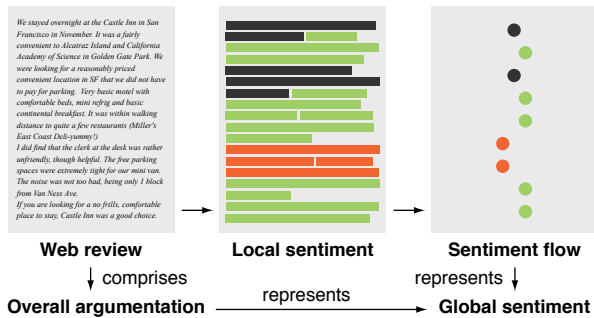 We stayed overnight at the Castle Inn in San
Francisco in November. It was a fairly
convenient to Alcatraz Island and California
Academy of Science in Golden Gate Park. We
were looking for a reasonably priced
convenient location in SF that we did not have
to pay for parking.  Very basic motel with
comfortable beds, mini refrig and basic
continental breakfast. It was within walking
distance to quite a few restaurants (Miller's
East Coast Deli-yummy!)
I did find that the clerk at the desk was rather
unfriendly, though helpful. The free parking
spaces were extremely tight for our mini van.
The noise was not too bad, being only 1 block
from Van Ness Ave.
If you are looking for a no frills, comfortable
place to stay, Castle Inn was a good choice.
Web review
Local sentiment
Sentiment flow
comprises
represents
represents
Overall argumentation
Global sentiment